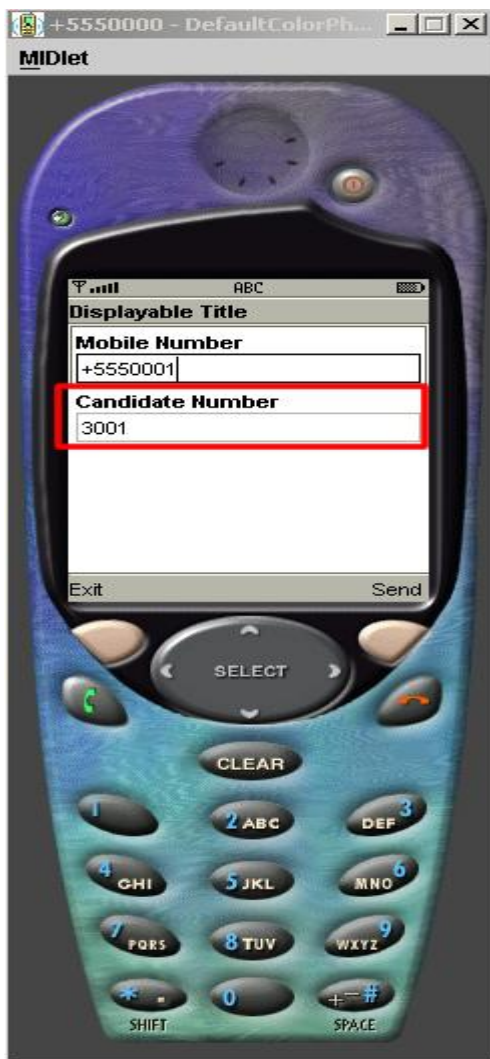 +5550000 - DefaultColorPh...
MIDlet
ABC
Displayable Title
Mobile Number
+5550001
Candidate Number
3001
Exit Send
SELECT
CLEAR
1 2 ABC DEF 3
4 GHI 5 JKL MNO 6
7 PQRS 8 TUV WXYZ 9
* . 0 +-#
SHIFT SPACE